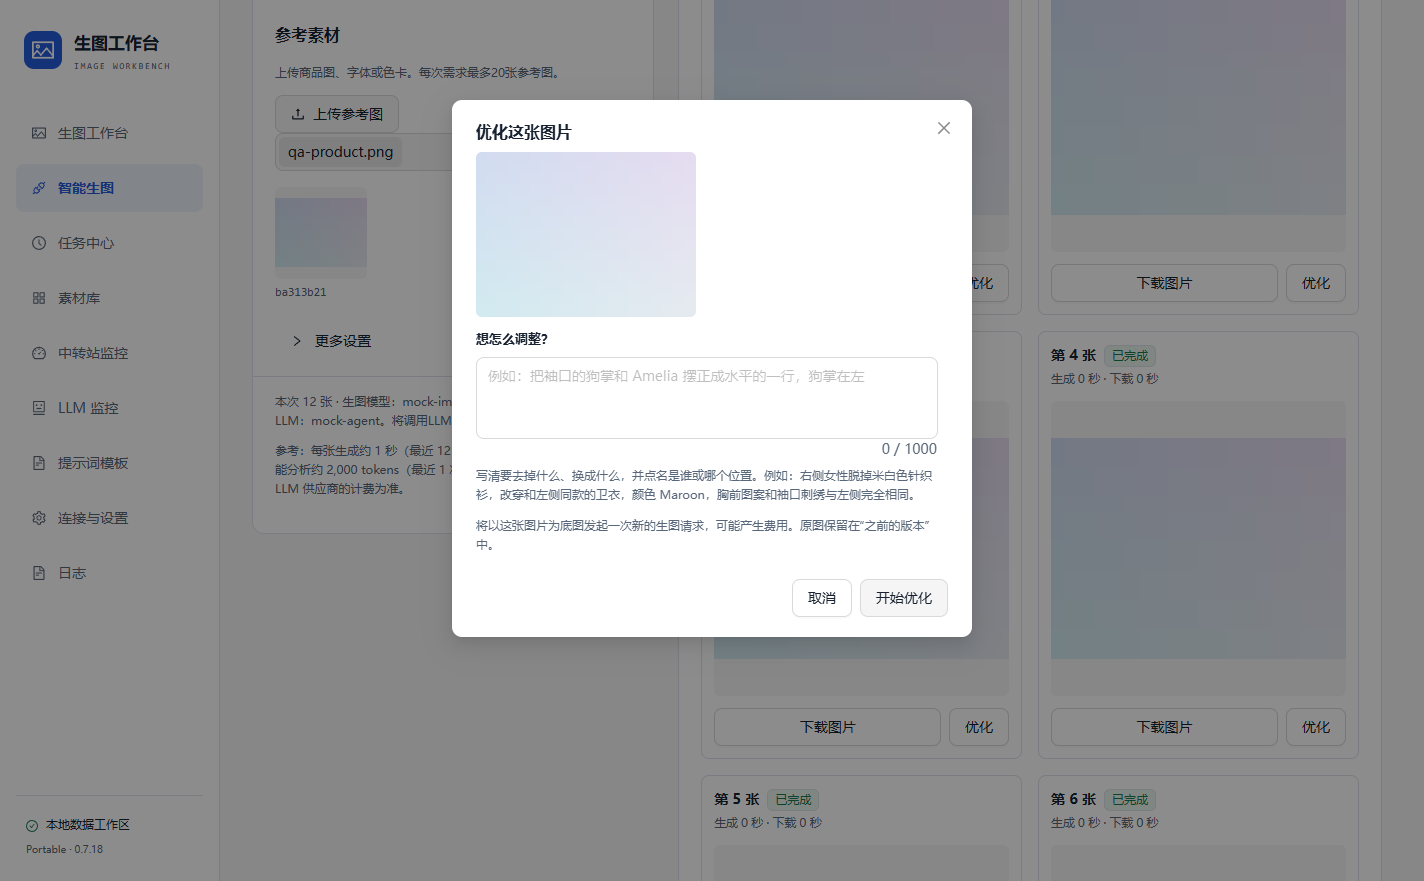 生图工作台
IMAGE WORKBENCH
生图工作台
智能生图
任务中心
素材库
中转站监控
LLM 监控
提示词模板
连接与设置
日志
本地数据工作区
Portable · 0.7.18
参考素材
上传商品图、字体或色卡。每次需求最多20张参考图。
上传参考图
qa-product.png
ba313b21
更多设置
本次 12 张 · 生图模型：mock-im
LLM：mock-agent。将调用LLM
参考：每张生成约 1 秒（最近 12
能分析约 2,000 tokens（最近 1
LLM 供应商的计费为准。
优化这张图片
想怎么调整？
例如：把袖口的狗掌和 Amelia 摆正成水平的一行，狗掌在左
0 / 1000
写清要去掉什么、换成什么，并点名是谁或哪个位置。例如：右侧女性脱掉米白色针织
衫，改穿和左侧同款的卫衣，颜色 Maroon，胸前图案和袖口刺绣与左侧完全相同。
将以这张图片为底图发起一次新的生图请求，可能产生费用。原图保留在“之前的版本”
中。
取消
开始优化
优化
下载图片
优化
第 4 张
已完成
生成 0 秒 · 下载 0 秒
下载图片
优化
下载图片
优化
第 5 张
已完成
生成 0 秒 · 下载 0 秒
第 6 张
已完成
生成 0 秒 · 下载 0 秒